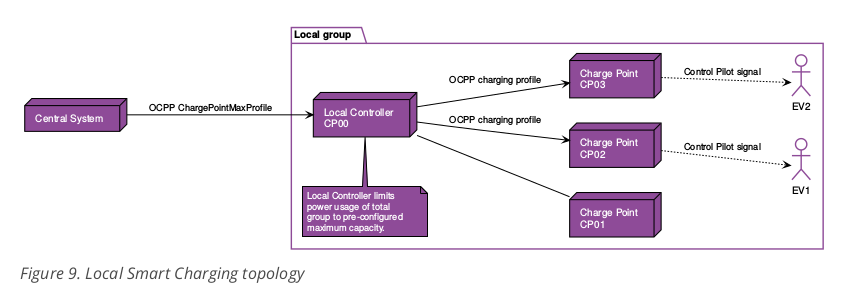 Local group
OCPP charging profile
Charge Point
CP03
Control Pilot signal
EV2
Central System
OCPP ChargePointMaxProfile
Local Controller
CP00
OCPP charging profile
Charge Point
CP02
Control Pilot signal
EV1
Local Controller limits
power usage of total
group to pre-configured
maximum capacity.
Charge Point
CP01
Figure 9. Local Smart Charging topology